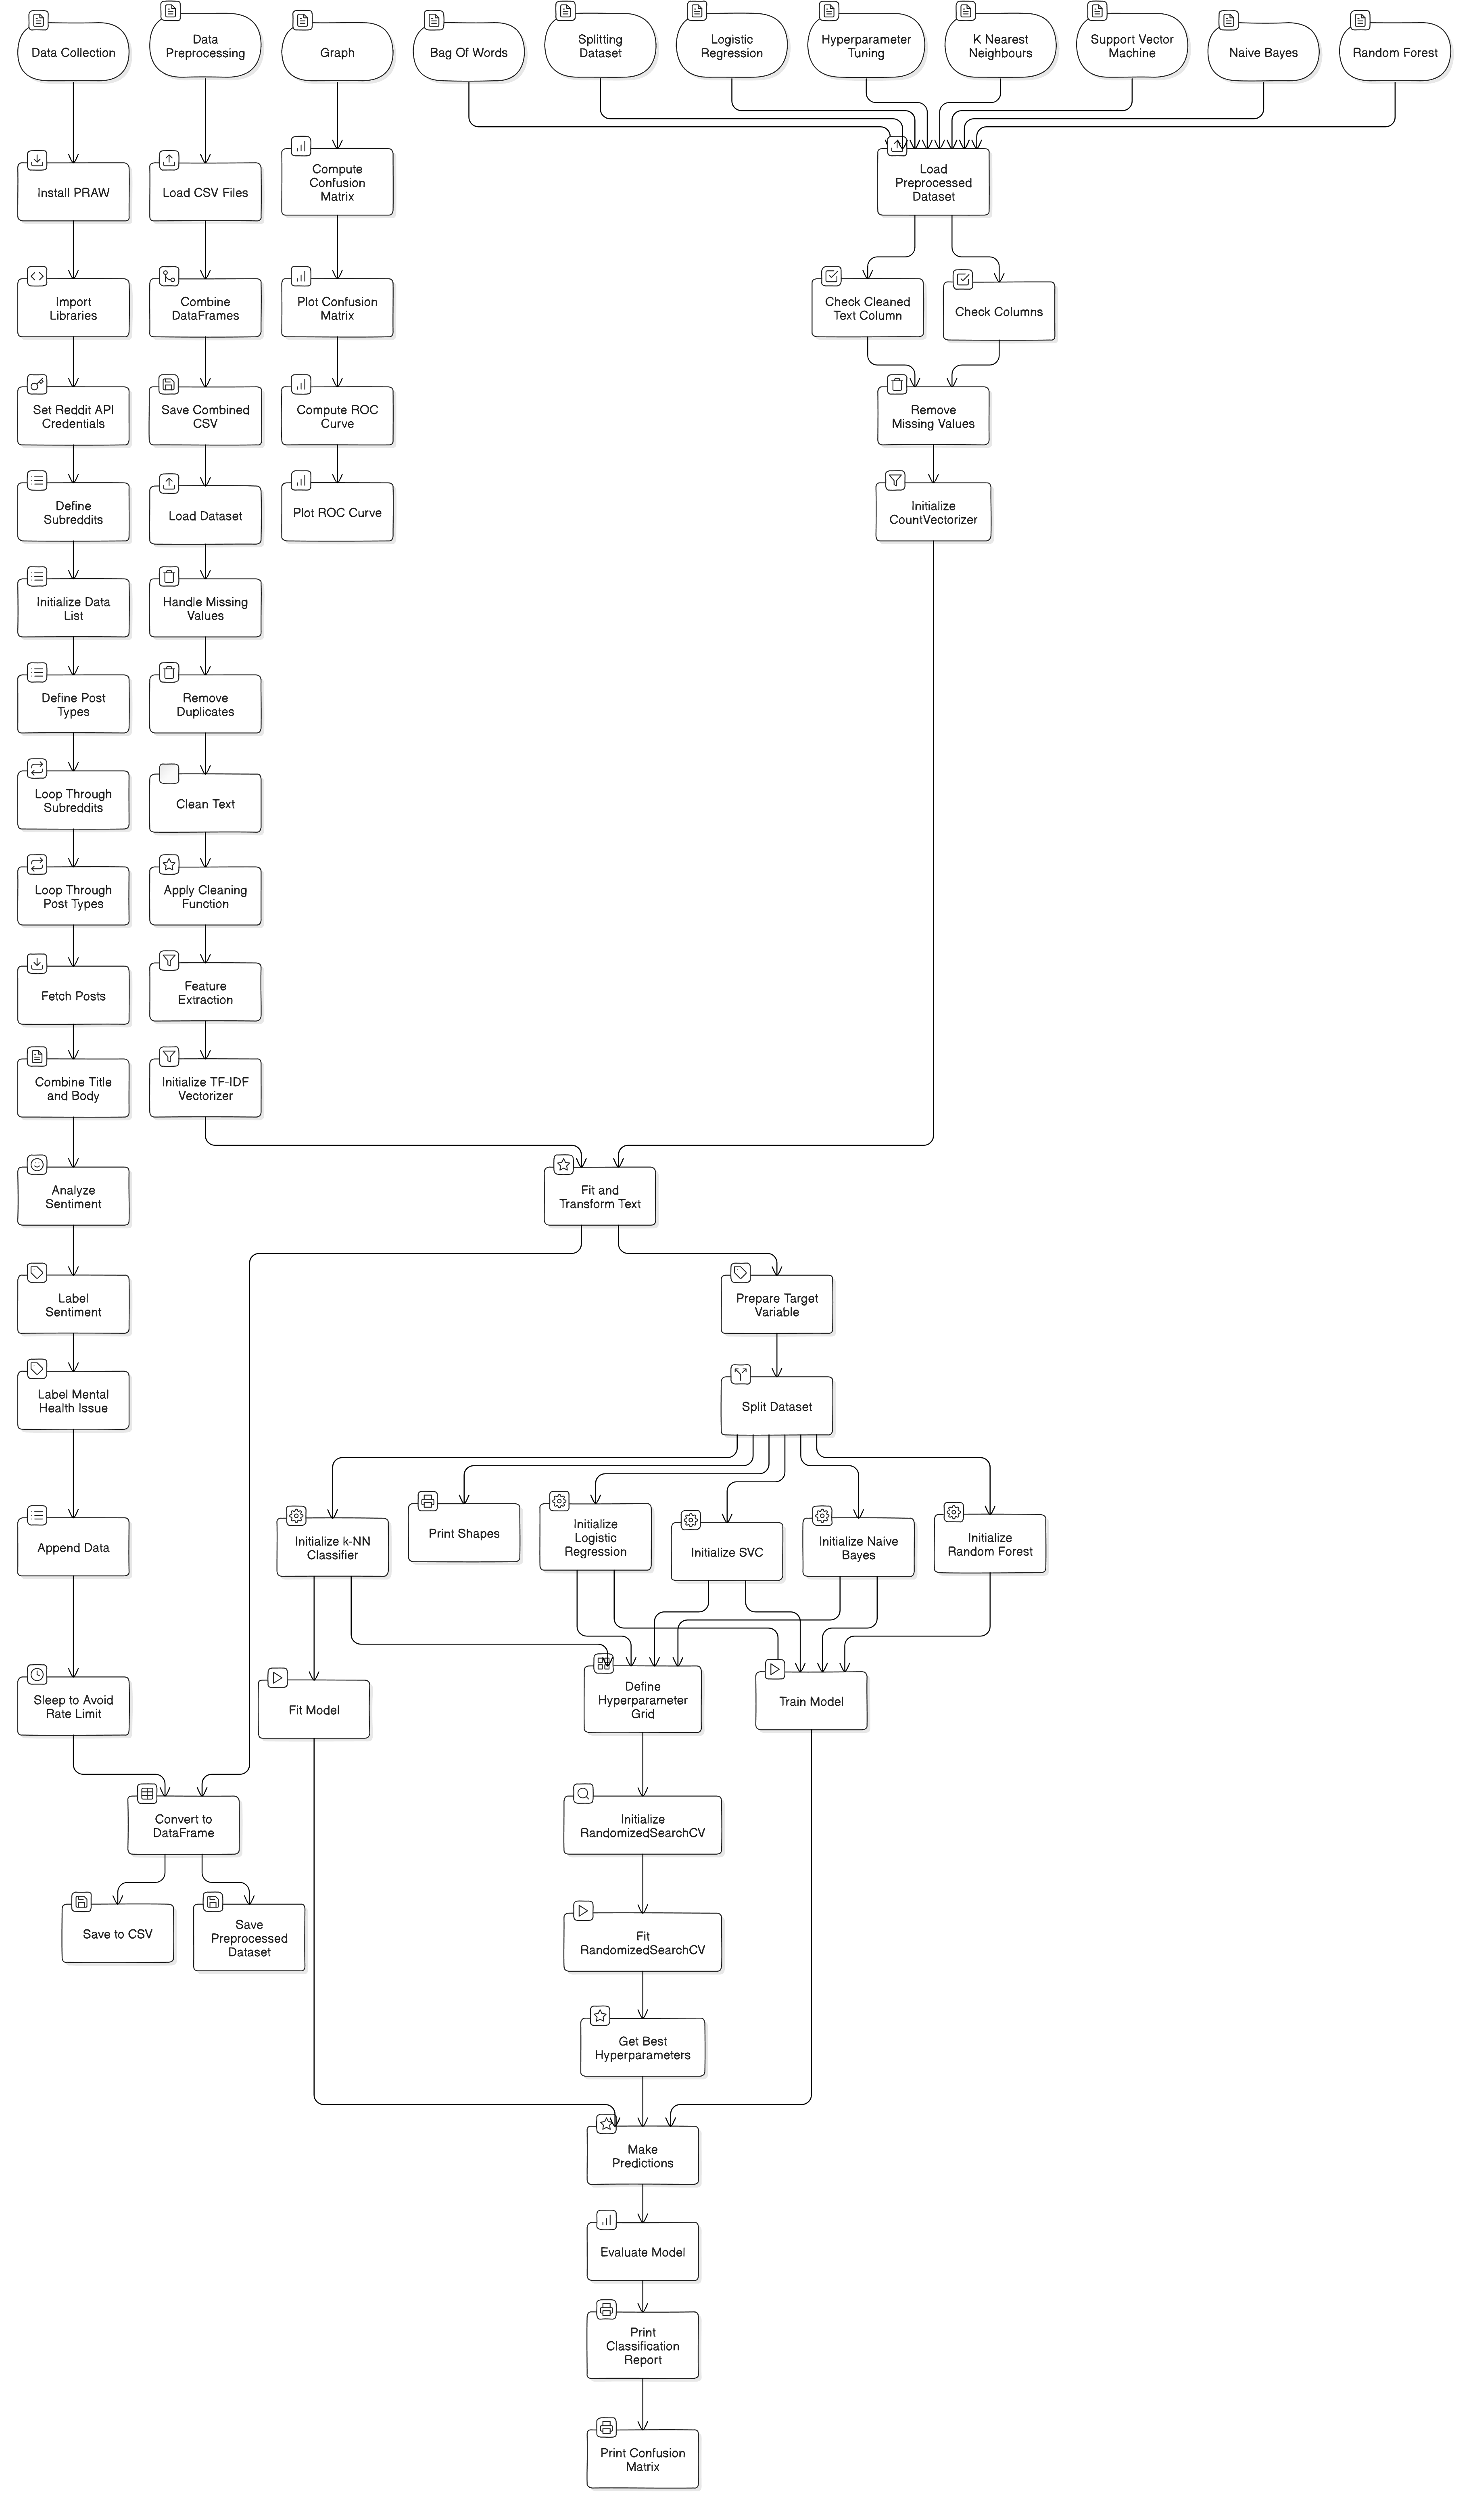 Data Collection
Data
Preprocessing
Graph
Bag Of Words
Splitting
Dataset
Logistic
Regression
Hyperparameter
Tuning
K Nearest
Neighbours
Support Vector
Machine
Naive Bayes
Random Forest
Install PRAW
Load CSV Files
Compute
Confusion
Matrix
Load
Preprocessed
Dataset
Import
Libraries
Combine
DataFrames
Plot Confusion
Matrix
Check Cleaned
Text Column
Check Columns
Set Reddit API
Credentials
Save Combined
CSV
Compute ROC
Curve
Remove
Missing Values
Define
Subreddits
Load Dataset
Plot ROC Curve
Initialize
CountVectorizer
Initialize Data
List
Handle Missing
Values
Define Post
Types
Remove
Duplicates
Loop Through
Subreddits
Clean Text
Loop Through
Post Types
Apply Cleaning
Function
Fetch Posts
Feature
Extraction
Combine Title
and Body
Initialize TF-IDF
Vectorizer
Analyze
Sentiment
Fit and
Transform Text
Label
Sentiment
Prepare Target
Variable
Label Mental
Health Issue
Split Dataset
Append Data
Initialize k-NN
Classifier
Print Shapes
Initialize
Logistic
Regression
Initialize SVC
Initialize Naive
Bayes
Initialize
Random Forest
Sleep to Avoid
Rate Limit
Fit Model
Define
Hyperparameter
Grid
Train Model
Convert to
DataFrame
Initialize
RandomizedSearchCV
Save to CSV
Save
Preprocessed
Dataset
Fit
RandomizedSearchCV
Get Best
Hyperparameters
Make
Predictions
Evaluate Model
Print
Classification
Report
Print Confusion
Matrix